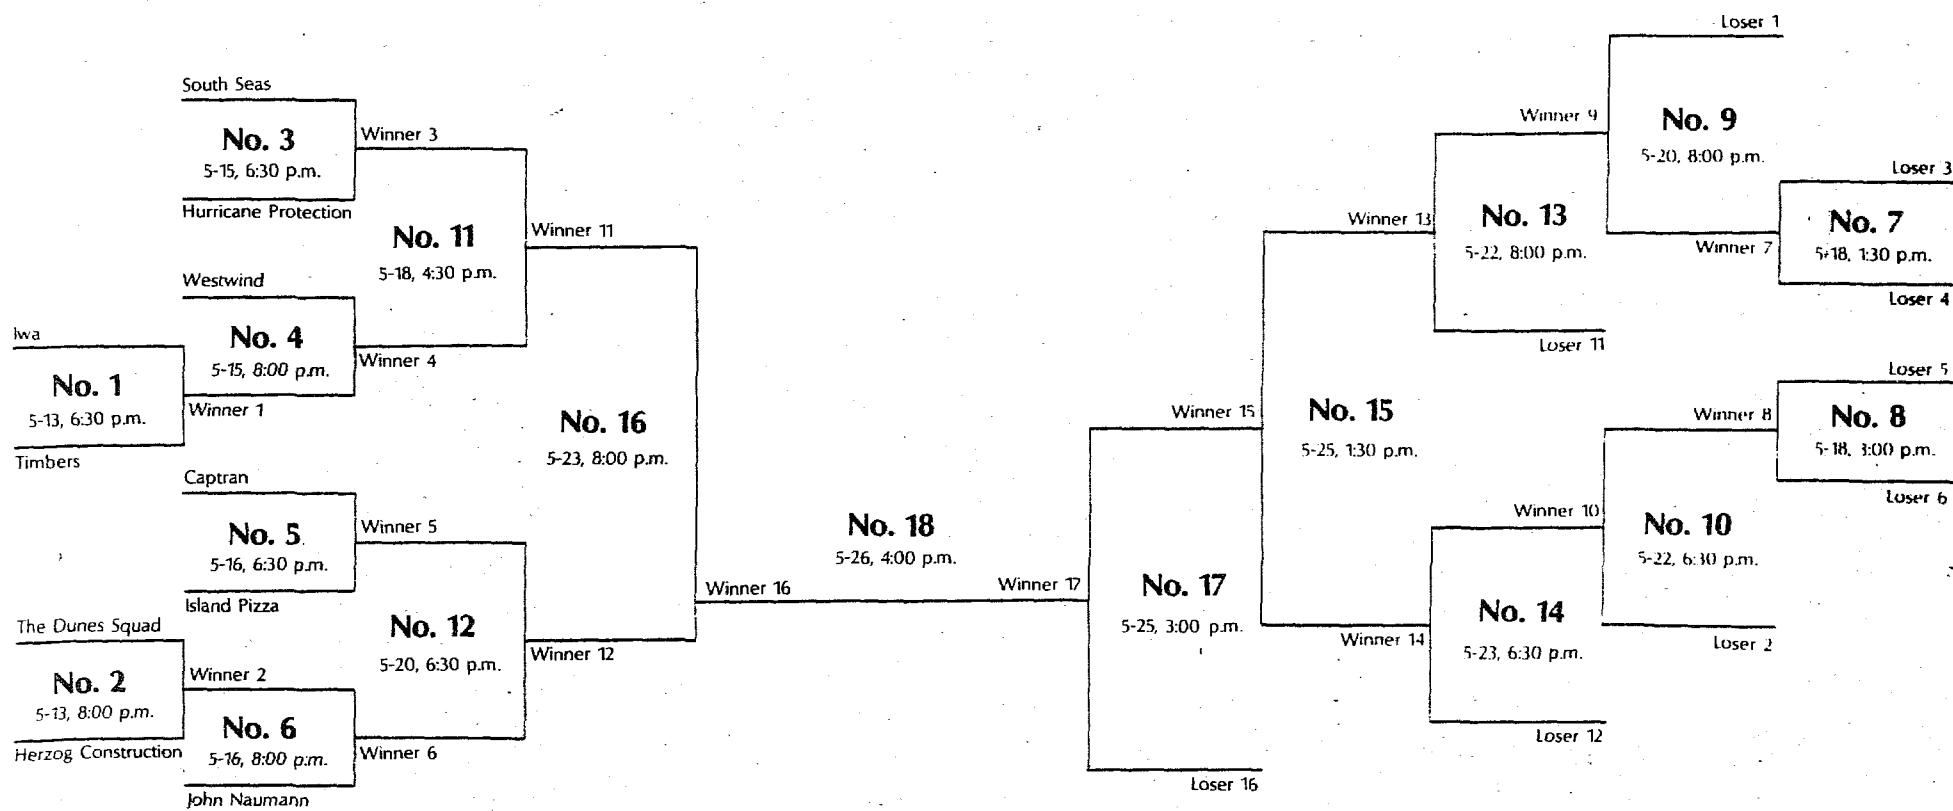 Loser 1
South Seas
No. 3
5-15, 6:30 p.m.
Hurricane Protection
Winner 3
No. 11
5-18, 4:30 p.m.
Winner 11
Westwind
No. 4
5-15, 8:00 p.m.
Winner 4
Iwa
No. 1
5-13, 6:30 p.m.
Timbers
Winner 1
No. 16
5-23, 8:00 p.m.
Captran
No. 5
5-16, 6:30 p.m.
Island Pizza
Winner 5
No. 12
5-20, 6:30 p.m.
Winner 12
The Dunes Squad
No. 2
5-13, 8:00 p.m.
Herzog Construction
Winner 2
No. 6
5-16, 8:00 p.m.
John Naumann
Winner 6
Winner 16
No. 18
5-26, 4:00 p.m.
Winner 17
Winner 9
No. 9
5-20, 8:00 p.m.
Loser 3
No. 7
5-18, 1:30 p.m.
Loser 4
Winner 7
Winner 13
No. 13
5-22, 8:00 p.m.
Loser 11
Winner 15
No. 15
5-25, 1:30 p.m.
Loser 5
No. 8
5-18, 3:00 p.m.
Loser 6
Winner 8
Winner 10
No. 10
5-22, 6:30 p.m.
Loser 2
No. 17
5-25, 3:00 p.m.
Winner 14
No. 14
5-23, 6:30 p.m.
Loser 12
Loser 16